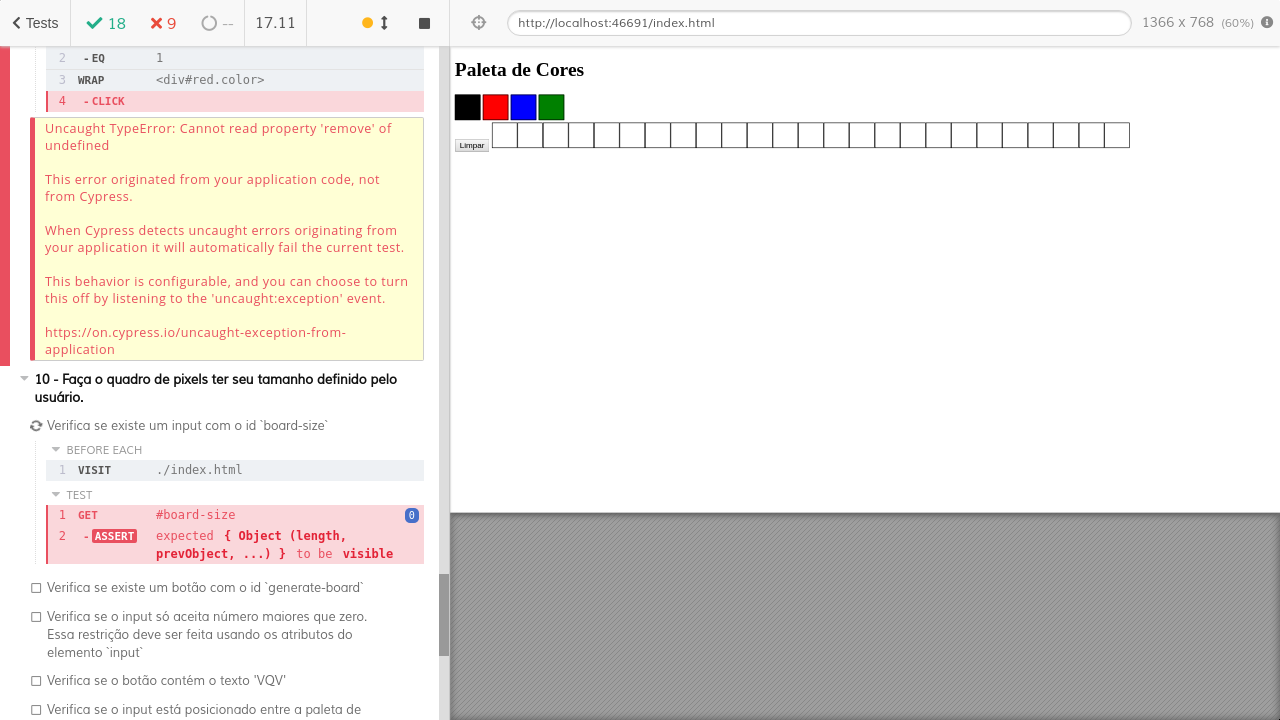 Tests 18 9 -- 17.11
http://localhost:46691/index.html 1366 x 768 (60%)
2 - EQ 1
3 WRAP <div#red.color>
4 - CLICK
Uncaught TypeError: Cannot read property 'remove' of
undefined
This error originated from your application code, not
from Cypress.
When Cypress detects uncaught errors originating from
your application it will automatically fail the current test.
This behavior is configurable, and you can choose to turn
this off by listening to the 'uncaught:exception' event.
https://on.cypress.io/uncaught-exception-from-
application
10 - Faça o quadro de pixels ter seu tamanho definido pelo
usuário.
Verifica se existe um input com o id `board-size`
BEFORE EACH
1 VISIT ./index.html
TEST
1 GET #board-size 0
2 - ASSERT expected { Object (length,
prevObject, ...) } to be visible
Verifica se existe um botão com o id `generate-board`
Verifica se o input só aceita número maiores que zero.
Essa restrição deve ser feita usando os atributos do
elemento `input`
Verifica se o botão contém o texto 'VQV'
Verifica se o input está posicionado entre a paleta de
Paleta de Cores
Limpar